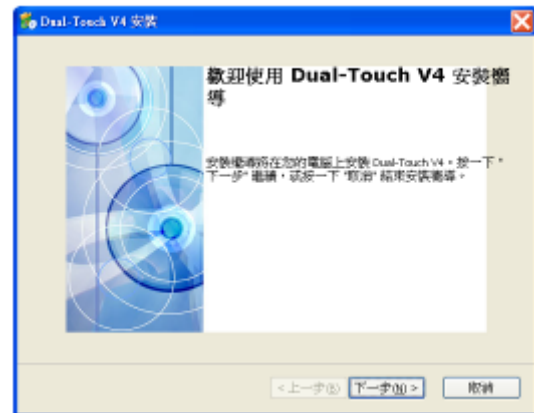 Dual-Touch V4 安裝
歡迎使用 Dual-Touch V4 安裝嚮
導
安裝嚮導將在您的電腦上安裝 Dual-Touch V4。按一下 "
下一步" 繼續，或按一下 "取消" 結束安裝嚮導。
<上一步(B) 下一步(N) > 取消